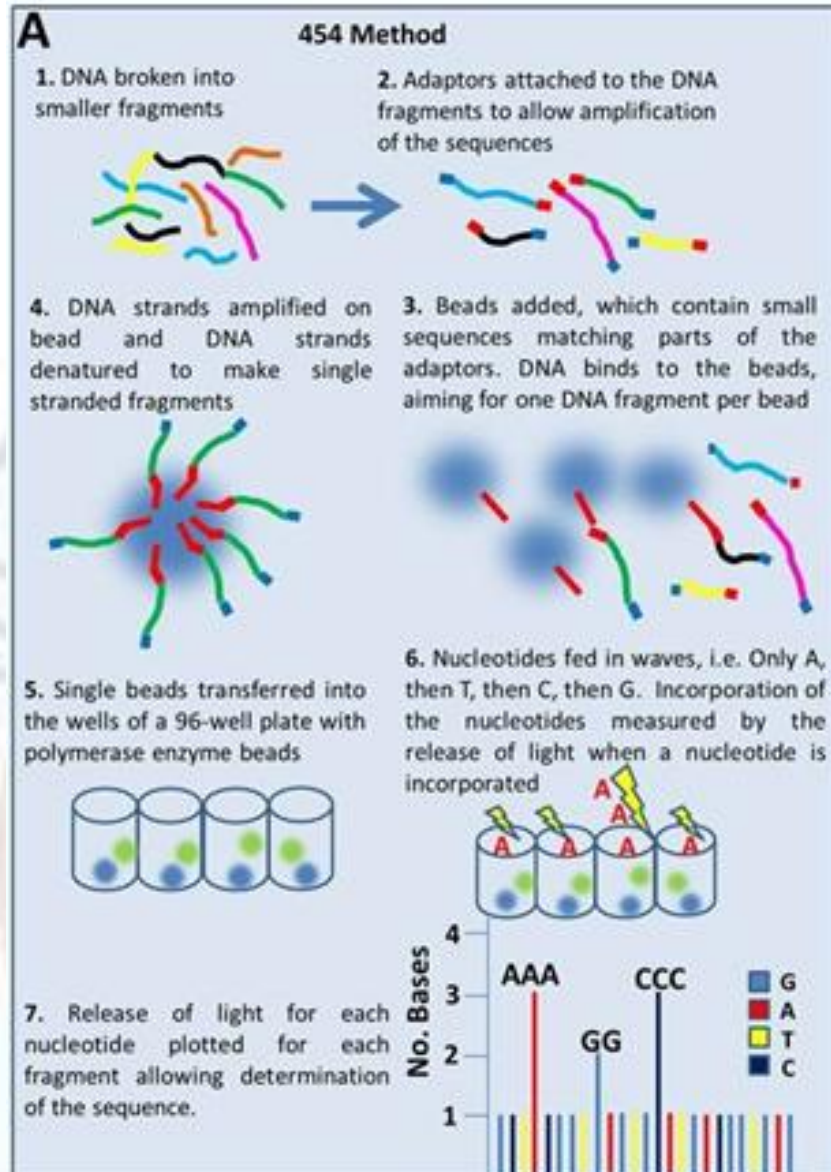 A
454 Method
1. DNA broken into
smaller fragments
2. Adaptors attached to the DNA
fragments to allow amplification
of the sequences
4. DNA strands amplified on
bead and DNA strands
denatured to make single
stranded fragments
3. Beads added, which contain small
sequences matching parts of the
adaptors. DNA binds to the beads,
aiming for one DNA fragment per bead
5. Single beads transferred into
the wells of a 96-well plate with
polymerase enzyme beads
6. Nucleotides fed in waves, i.e. Only A,
then T, then C, then G. Incorporation of
the nucleotides measured by the
release of light when a nucleotide is
incorporated
A
A
A A A A
7. Release of light for each
nucleotide plotted for each
fragment allowing determination
of the sequence.
No. Bases
4
3
2
1
AAA
GG
CCC
G
A
T
C